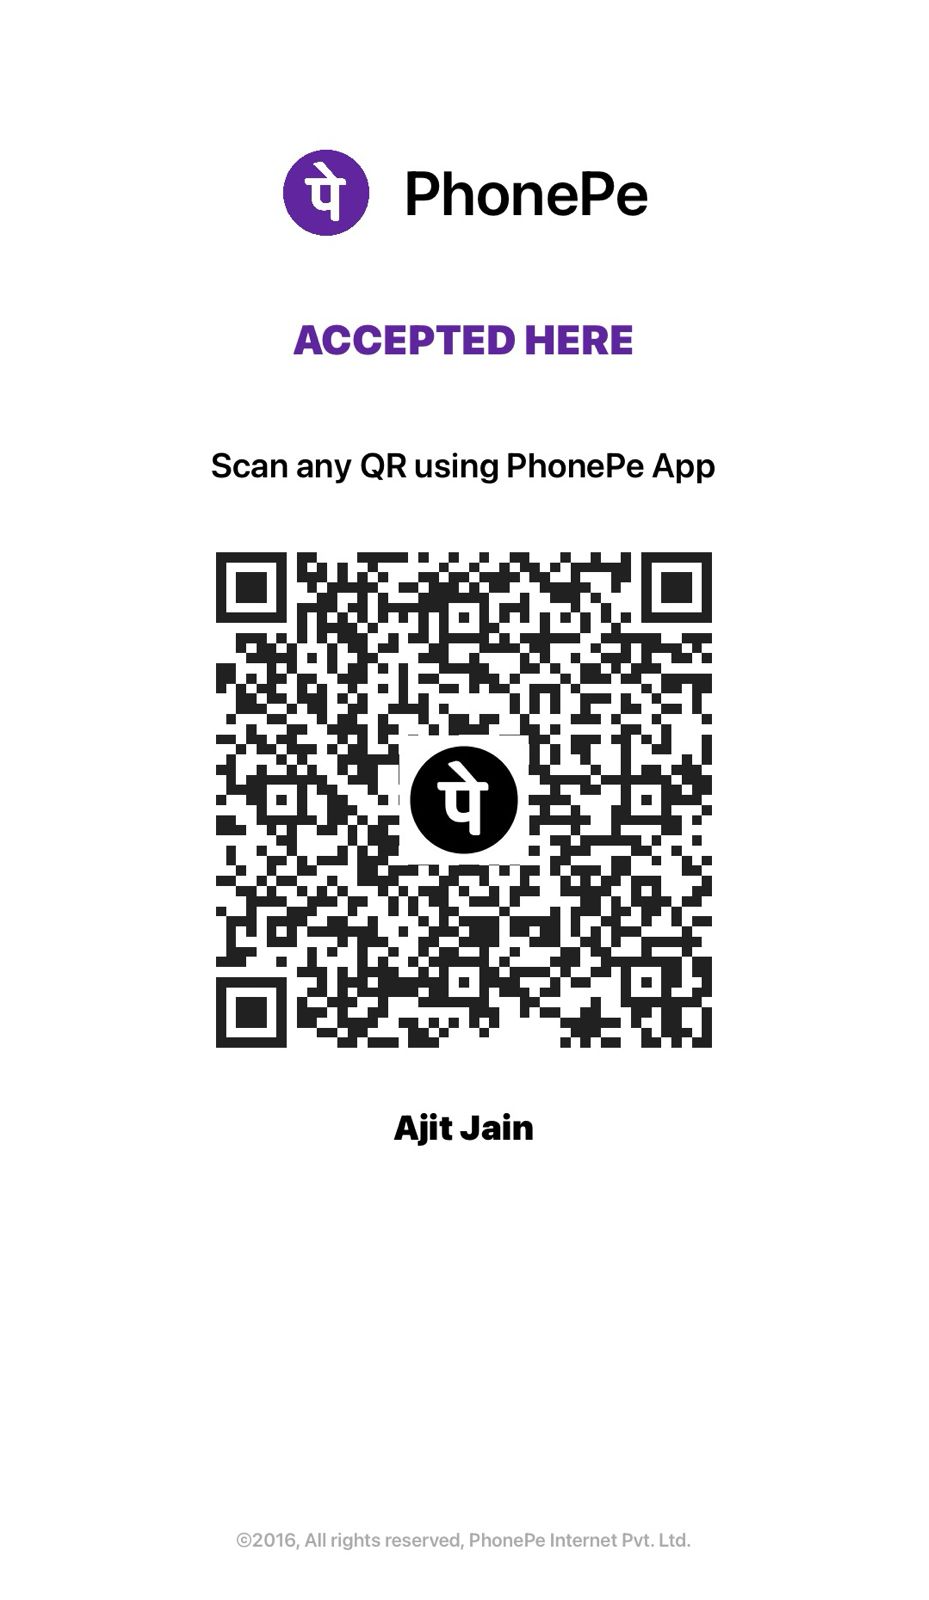 पे PhonePe
ACCEPTED HERE
Scan any QR using PhonePe App
पे
Ajit Jain
©2016, All rights reserved, PhonePe Internet Pvt. Ltd.